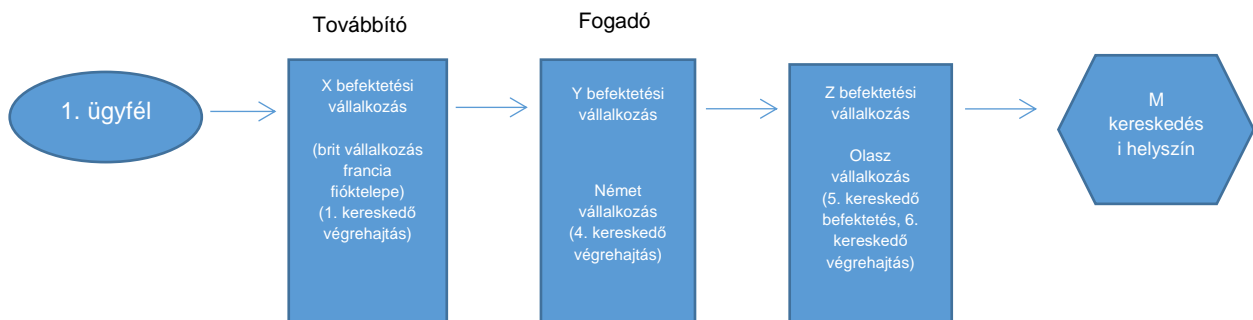 Továbbító
Fogadó
1. ügyfél
X befektetési
vállalkozás
(brit vállalkozás
francia
fióktelepe)
(1. kereskedő
végrehajtás)
Y befektetési
vállalkozás
Német
vállalkozás
(4. kereskedő
végrehajtás)
Z befektetési
vállalkozás
Olasz
vállalkozás
(5. kereskedő
befektetés, 6.
kereskedő
végrehajtás)
M
kereskedés
i helyszín